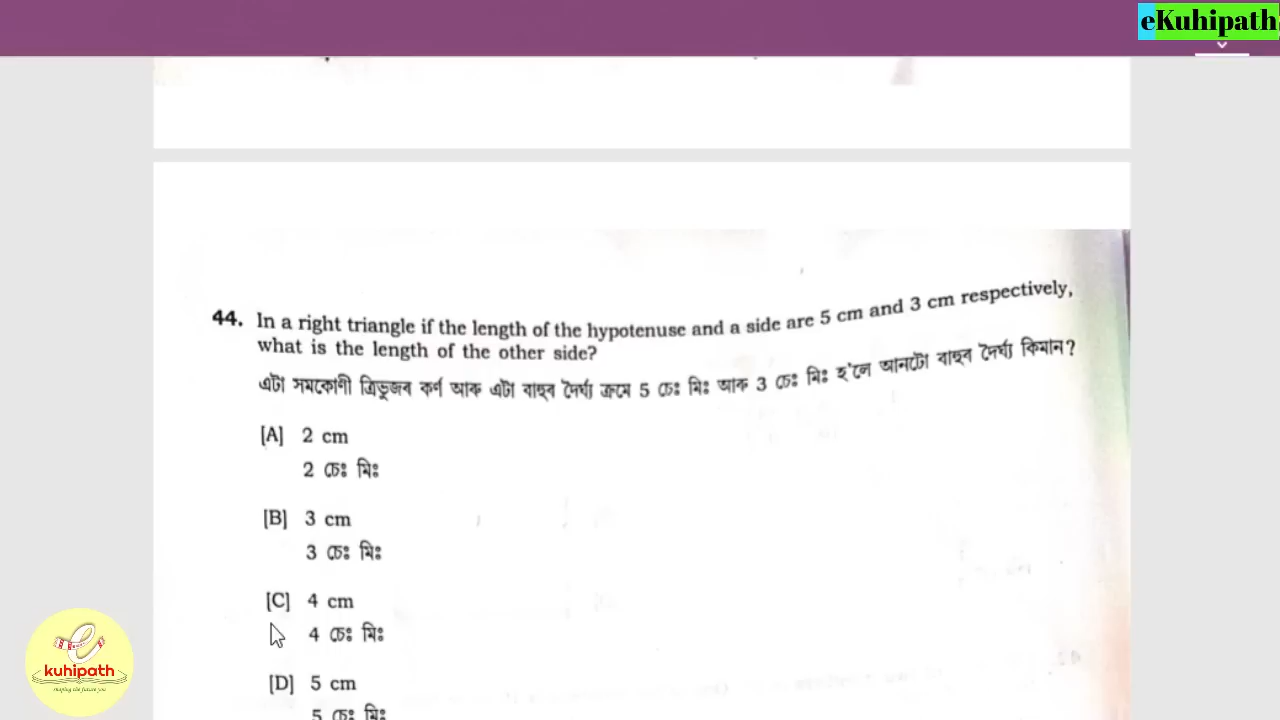 eKuhipath
44. In a right triangle if the length of the hypotenuse and a side are 5 cm and 3 cm respectively,
what is the length of the other side?
এটা সমকোণী ত্ৰিভুজৰ কৰ্ণ আৰু এটা বাহুৰ দৈৰ্ঘ্য ক্ৰমে 5 চেঃ মিঃ আৰু 3 চেঃ মিঃ হ'লে আনটো বাহুৰ দৈৰ্ঘ্য কিমান?
[A] 2 cm
2 চেঃ মিঃ
[B] 3 cm
3 চেঃ মিঃ
[C] 4 cm
4 চেঃ মিঃ
[D] 5 cm
5 চেঃ মিঃ
kuhipath